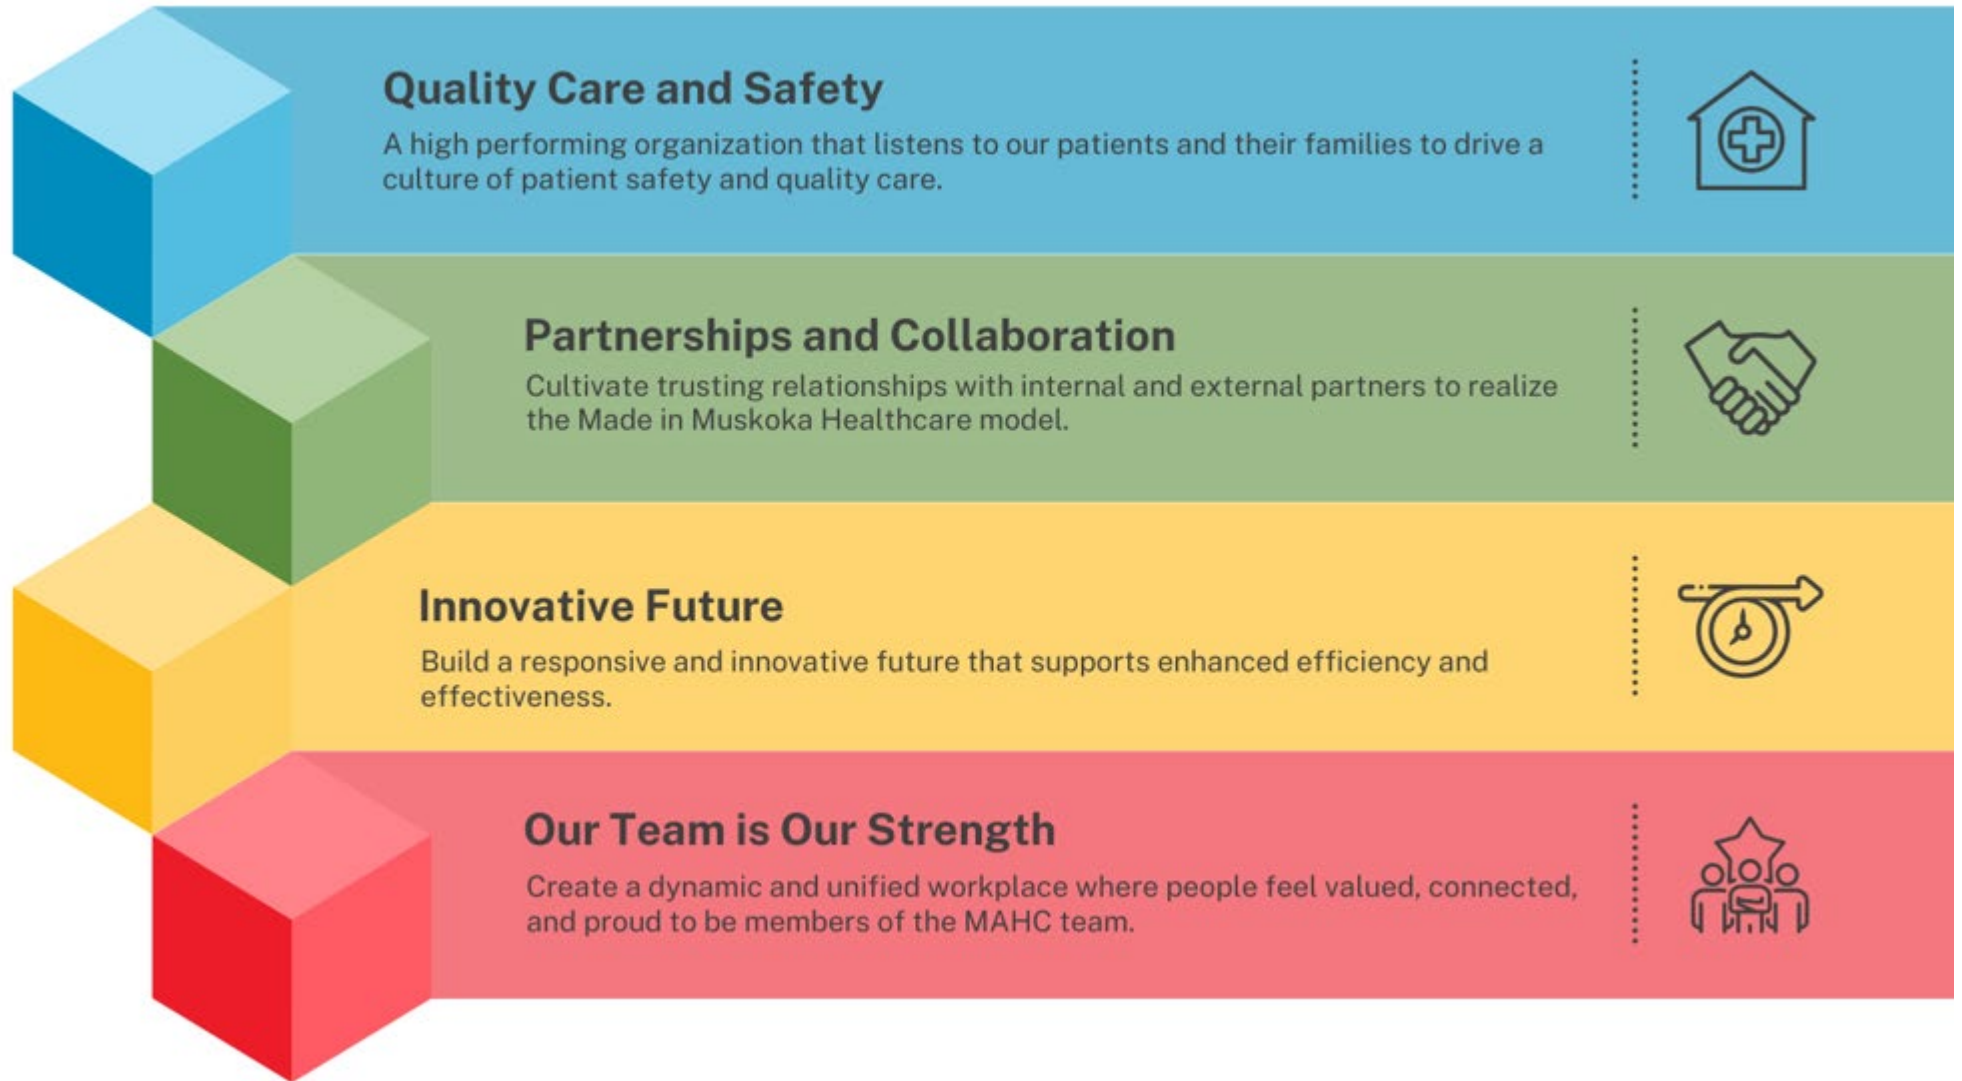 Quality Care and Safety
A high performing organization that listens to our patients and their families to drive a
culture of patient safety and quality care.
Partnerships and Collaboration
Cultivate trusting relationships with internal and external partners to realize
the Made in Muskoka Healthcare model.
Innovative Future
Build a responsive and innovative future that supports enhanced efficiency and
effectiveness.
Our Team is Our Strength
Create a dynamic and unified workplace where people feel valued, connected,
and proud to be members of the MAHC team.